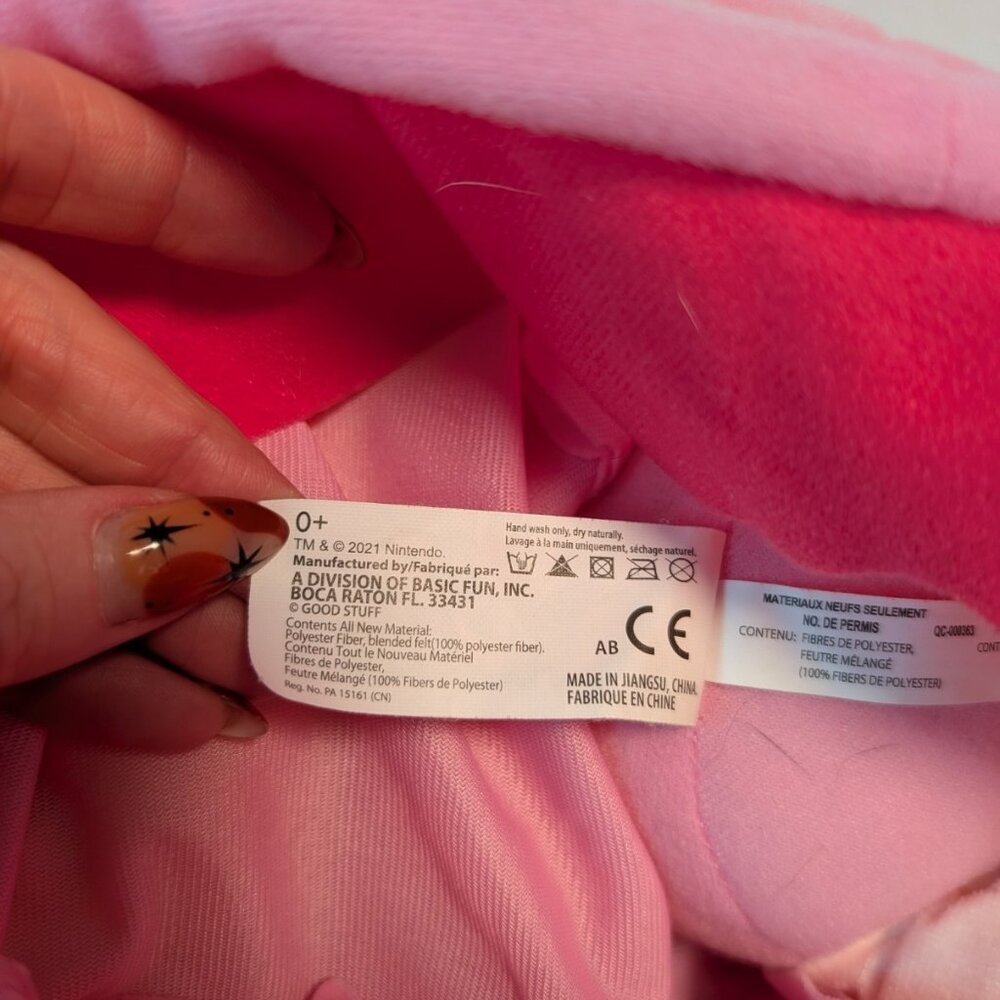 0+
TM & © 2021 Nintendo.
Manufactured by/Fabriqué par:
A DIVISION OF BASIC FUN, INC.
BOCA RATON FL. 33431
© GOOD STUFF
Contents All New Material:
Polyester Fiber, blended felt(100% polyester fiber).
Contenu Tout le Nouveau Matériel
Fibres de Polyester,
Feutre Mélangé (100% Fibers de Polyester)
Reg. No. PA 15161 (CN)
Hand wash only, dry naturally.
Lavage à la main uniquement, séchage naturel.
AB CE
MADE IN JIANGSU, CHINA.
FABRIQUE EN CHINE
MATERIAUX NEUFS SEULEMENT
NO. DE PERMIS
QC-000363
CONTENU: FIBRES DE POLYESTER,
FEUTRE MÉLANGÉ
(100% FIBERS DE POLYESTER)
CONT